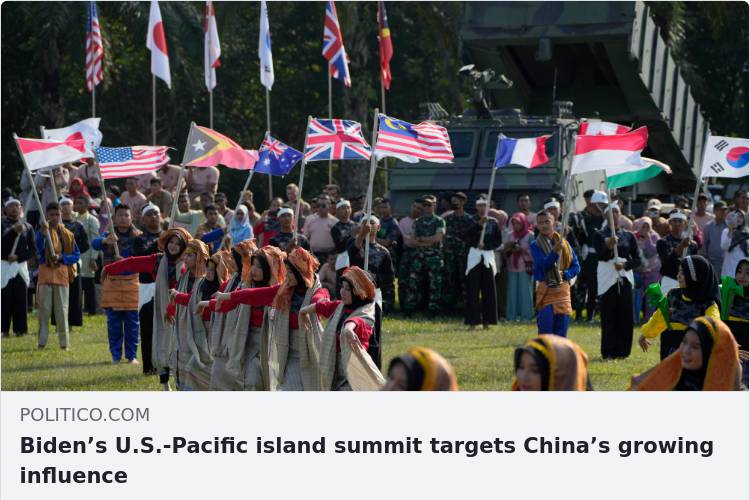 POLITICO.COM
Biden’s U.S.-Pacific island summit targets China’s growing
influence